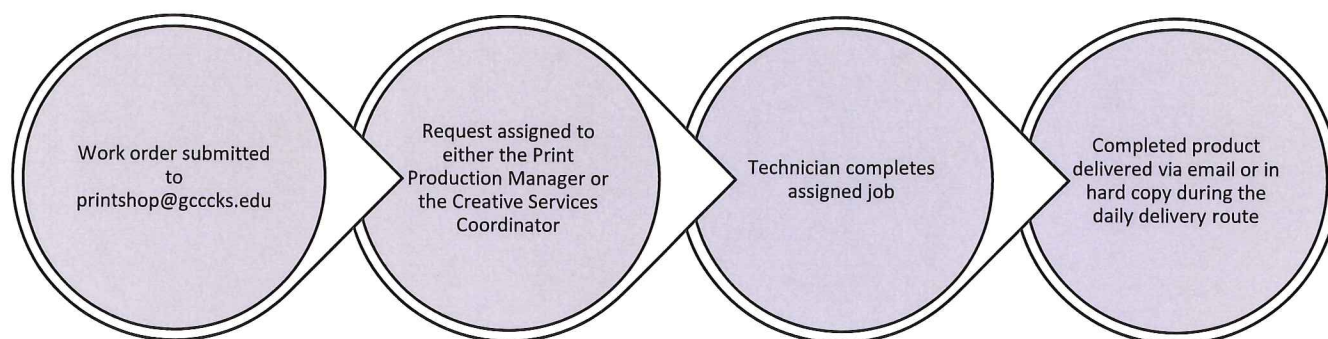 Work order submitted
to
printshop@gcccks.edu
Request assigned to
either the Print
Production Manager or
the Creative Services
Coordinator
Technician completes
assigned job
Completed product
delivered via email or in
hard copy during the
daily delivery route